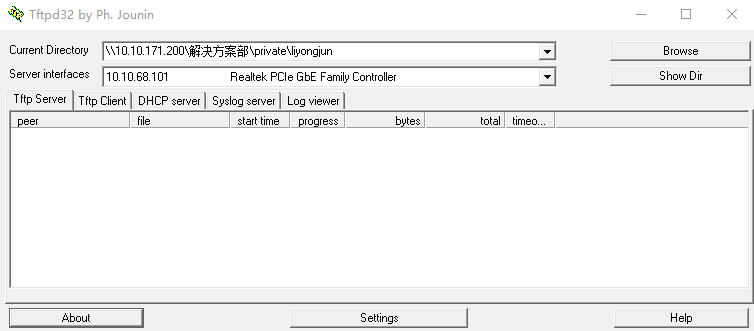 Tftpd32 by Ph. Jounin
Current Directory \\10.10.171.200\解决方案部\private\liyongjun Browse
Server interfaces 10.10.68.101 Realtek PCIe GbE Family Controller Show Dir
Tftp Server Tftp Client DHCP server Syslog server Log viewer
peer file start time progress bytes total timeo...
About Settings Help